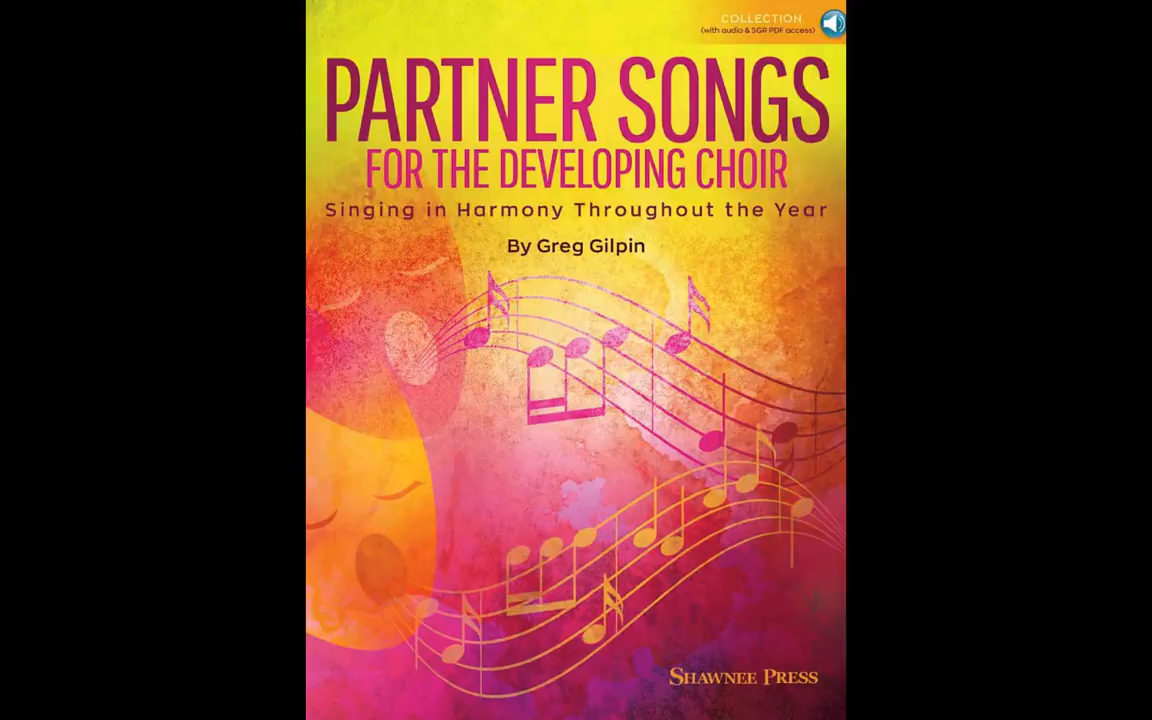 COLLECTION
(with audio & SGR PDF access)
PARTNER SONGS
FOR THE DEVELOPING CHOIR
Singing in Harmony Throughout the Year
By Greg Gilpin
SHAWNEE PRESS